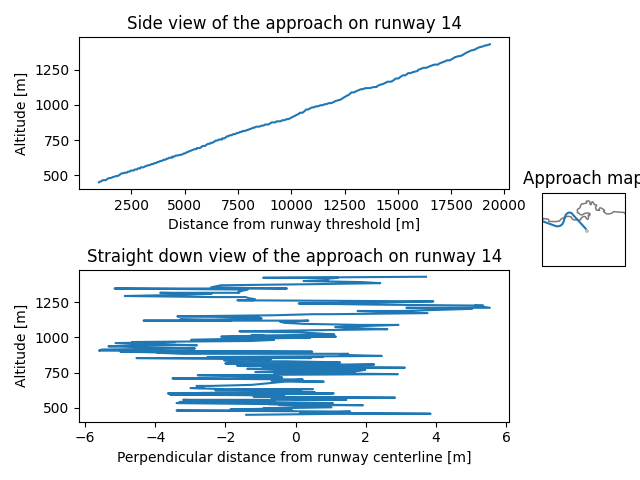 Side view of the approach on runway 14
1250
1000
750
500
Altitude [m]
2500 5000 7500 10000 12500 15000 17500 20000
Distance from runway threshold [m]
Approach map
Straight down view of the approach on runway 14
1250
1000
750
500
Altitude [m]
−6 −4 −2 0 2 4 6
Perpendicular distance from runway centerline [m]